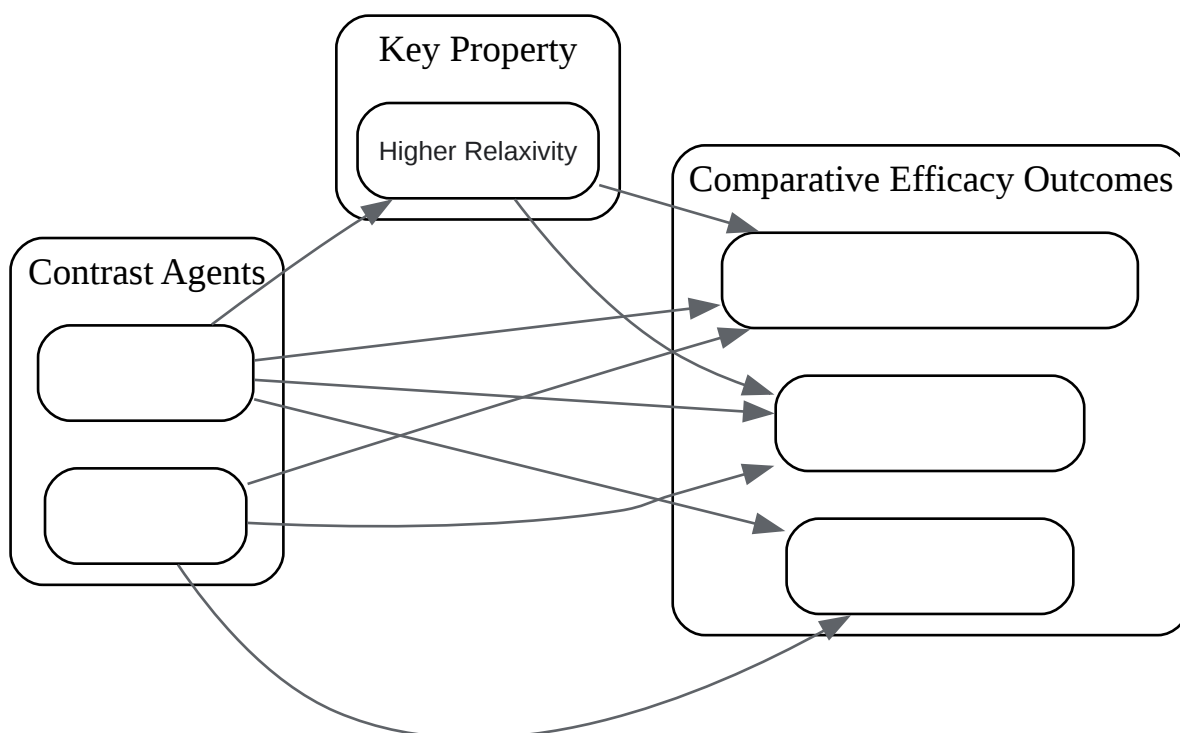 Key Property
Higher Relaxivity
Comparative Efficacy Outcomes
Contrast Agents